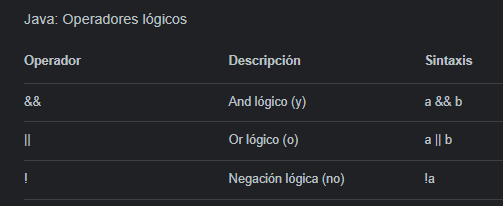 Java: Operadores lógicos
Operador Descripción Sintaxis
&& And lógico (y) a && b
|| Or lógico (o) a || b
! Negación lógica (no) !a